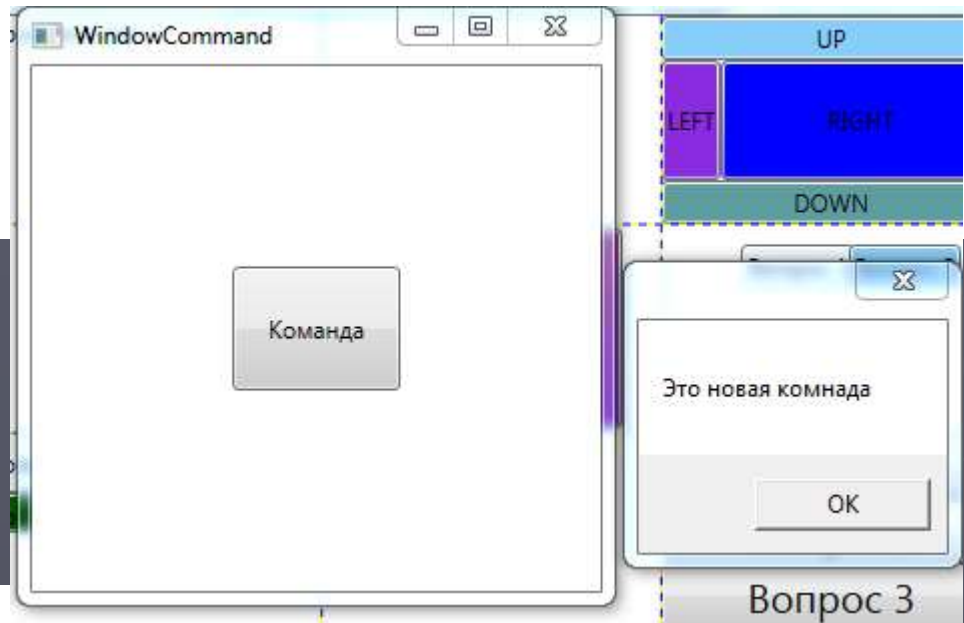 WindowCommand
Команда
UP
LEFT
RIGHT
DOWN
Это новая комнада
OK
Вопрос 3